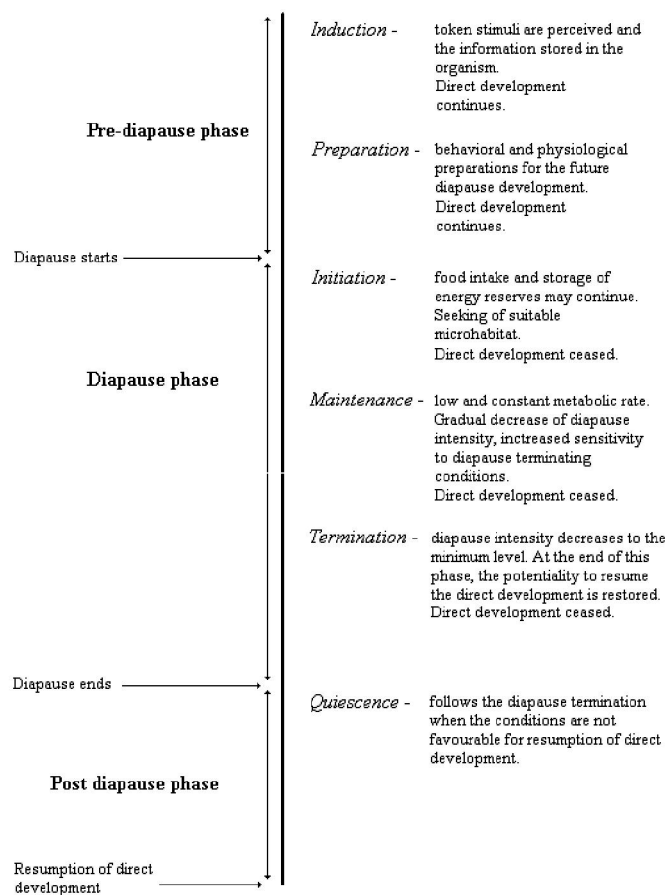 Induction - token stimuli are perceived and
the information stored in the
organism.
Direct development
continues.
Pre-diapause phase
Preparation - behavioral and physiological
preparations for the future
diapause development.
Direct development
continues.
Diapause starts
Initiation - food intake and storage of
energy reserves may continue.
Seeking of suitable
microhabitat.
Direct development ceased.
Diapause phase
Maintenance - low and constant metabolic rate.
Gradual decrease of diapause
intensity, inctreased sensitivity
to diapause terminating
conditions.
Direct development ceased.
Termination - diapause intensity decreases to the
minimum level. At the end of this
phase, the potentiality to resume
the direct development is restored.
Direct development ceased.
Diapause ends
Quiescence - follows the diapause termination
when the conditions are not
favourable for resumption of direct
development.
Post diapause phase
Resumption of direct
development